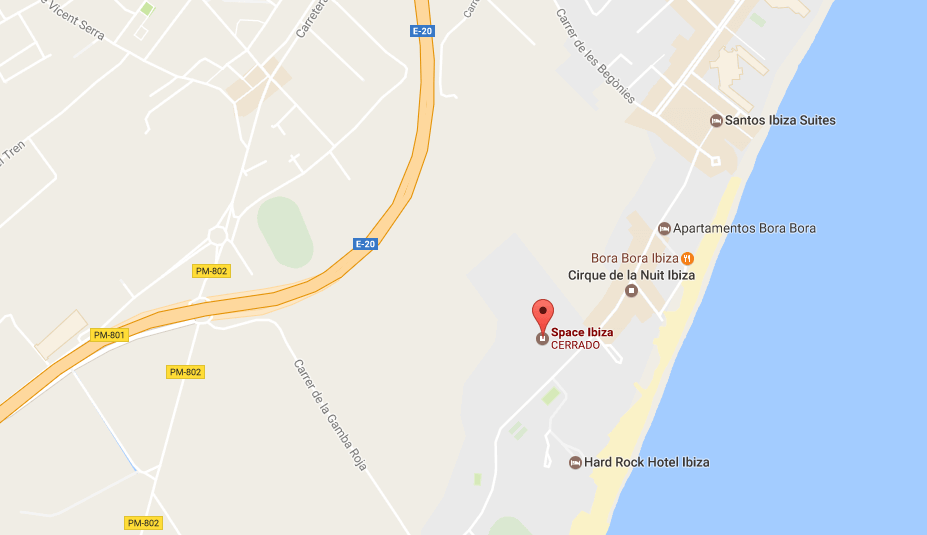 e Vicent Serra
Carretera
Carr
E-20
Carrer de les Begònies
Santos Ibiza Suites
el Tren
Apartamentos Bora Bora
E-20
Bora Bora Ibiza
PM-802
Cirque de la Nuit Ibiza
Space Ibiza
CERRADO
PM-801
PM-802
Carrer de la Gamba Roja
Hard Rock Hotel Ibiza
PM-802